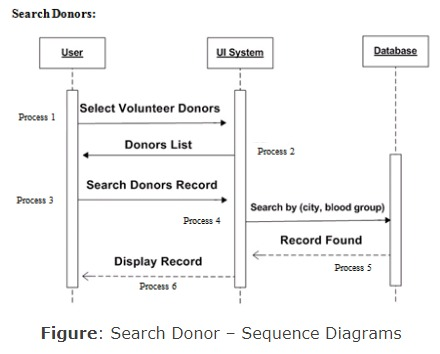 Search Donors:
User
UI System
Database
Select Volunteer Donors
Process 1
Donors List
Process 2
Search Donors Record
Process 3
Search by (city, blood group)
Process 4
Record Found
Process 5
Display Record
Process 6
Figure: Search Donor – Sequence Diagrams